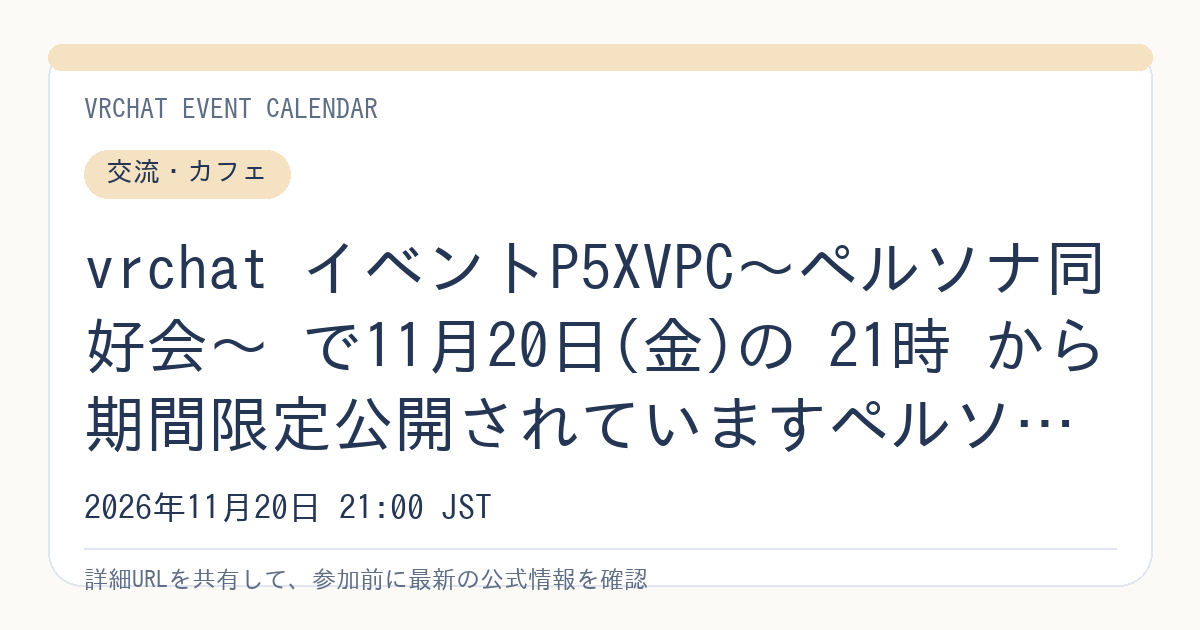 VRCHAT EVENT CALENDAR
交流・カフェ
vrchat イベントP5XVPC～ペルソナ同
好会～ で11月20日(金)の 21時 から
期間限定公開されていますペルソ…
2026年11月20日 21:00 JST
詳細URLを共有して、参加前に最新の公式情報を確認